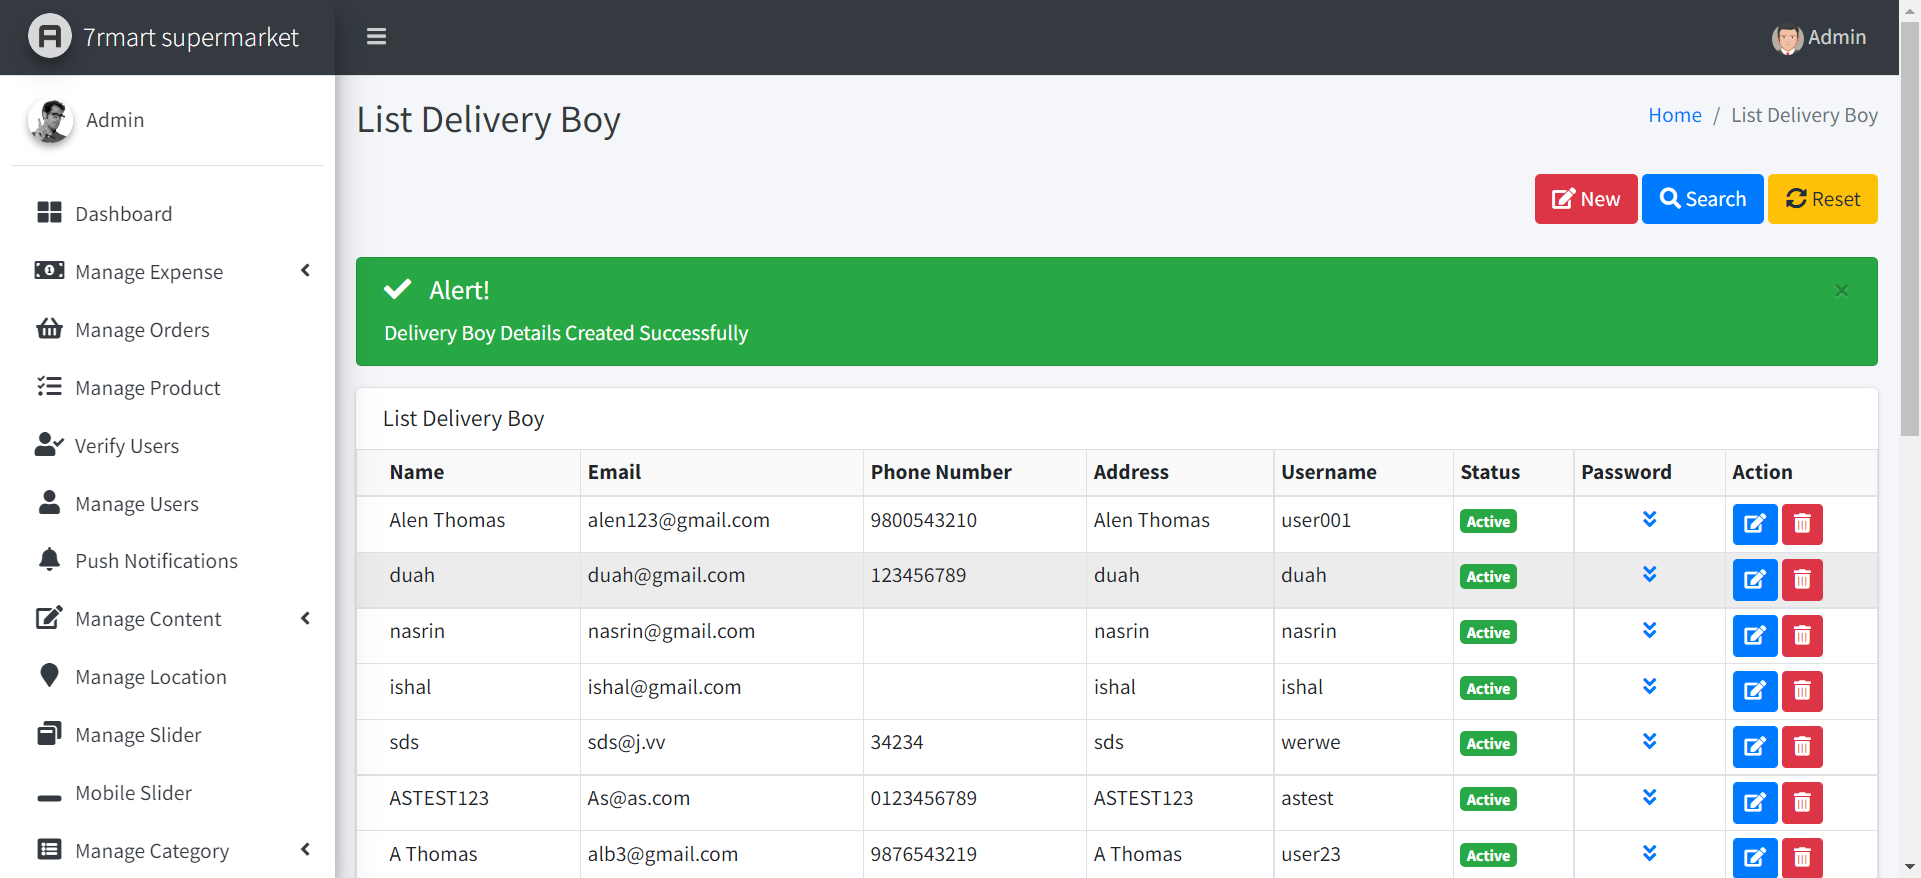 7rmart supermarket
Admin
Admin
Dashboard
Manage Expense
Manage Orders
Manage Product
Verify Users
Manage Users
Push Notifications
Manage Content
Manage Location
Manage Slider
Mobile Slider
Manage Category
List Delivery Boy
Home / List Delivery Boy
New Search Reset
Alert! ×
Delivery Boy Details Created Successfully
List Delivery Boy
Name Email Phone Number Address Username Status Password Action
Alen Thomas alen123@gmail.com 9800543210 Alen Thomas user001 Active
duah duah@gmail.com 123456789 duah duah Active
nasrin nasrin@gmail.com nasrin nasrin Active
ishal ishal@gmail.com ishal ishal Active
sds sds@j.vv 34234 sds werwe Active
ASTEST123 As@as.com 0123456789 ASTEST123 astest Active
A Thomas alb3@gmail.com 9876543219 A Thomas user23 Active